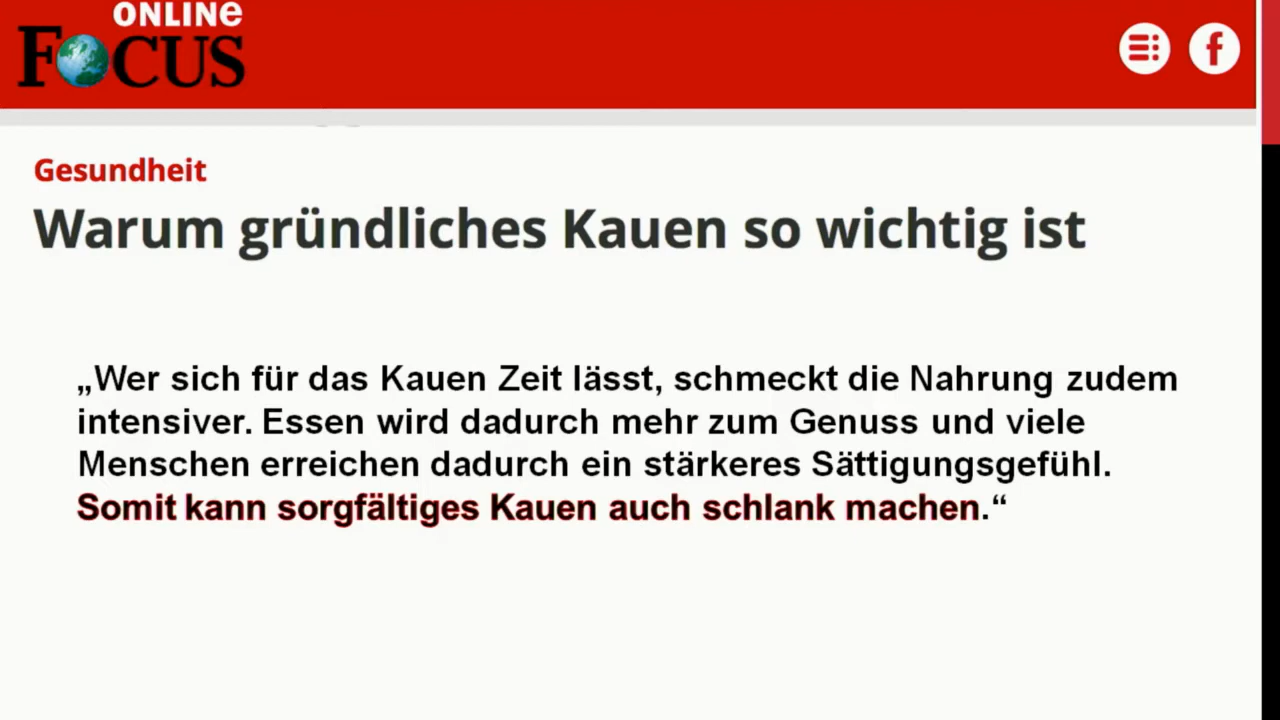 ONLINE
FOCUS
Gesundheit
Warum gründliches Kauen so wichtig ist
„Wer sich für das Kauen Zeit lässt, schmeckt die Nahrung zudem
intensiver. Essen wird dadurch mehr zum Genuss und viele
Menschen erreichen dadurch ein stärkeres Sättigungsgefühl.
Somit kann sorgfältiges Kauen auch schlank machen.“